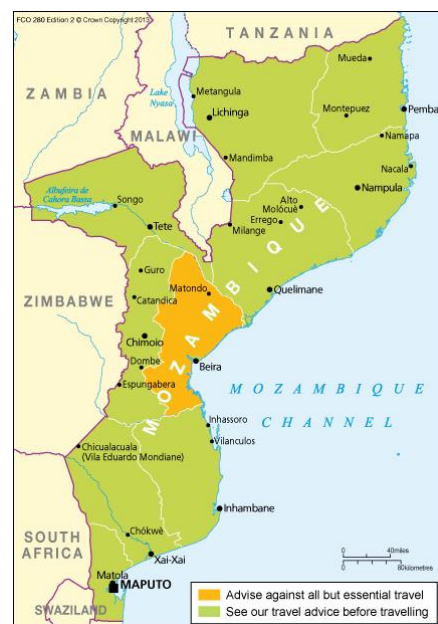 FCO 280 Edition 2 © Crown Copyright 2013
TANZANIA
Mueda
ZAMBIA
Lake
Nyasa
Metangula
Lichinga
Montepuez
Pemba
MALAWI
Namapa
Mandimba
Nacala
Albufeira de
Cahora Bassa
Songo
Nampula
Alto
Molócuè
Errego
Tete
Milange
MOZAMBIQUE
Guro
ZIMBABWE
Matondo
Quelimane
Catandica
Chimoio
Beira
Dombe
Espungabera
MOZAMBIQUE
CHANNEL
Inhassoro
Vilanculos
Chicualacuala
(Vila Eduardo Mondiane)
Inhambane
SOUTH
AFRICA
Chókwè
Xai-Xai
Matola
MAPUTO
SWAZILAND
0 40miles
0 80kilometres
Advise against all but essential travel
See our travel advice before travelling